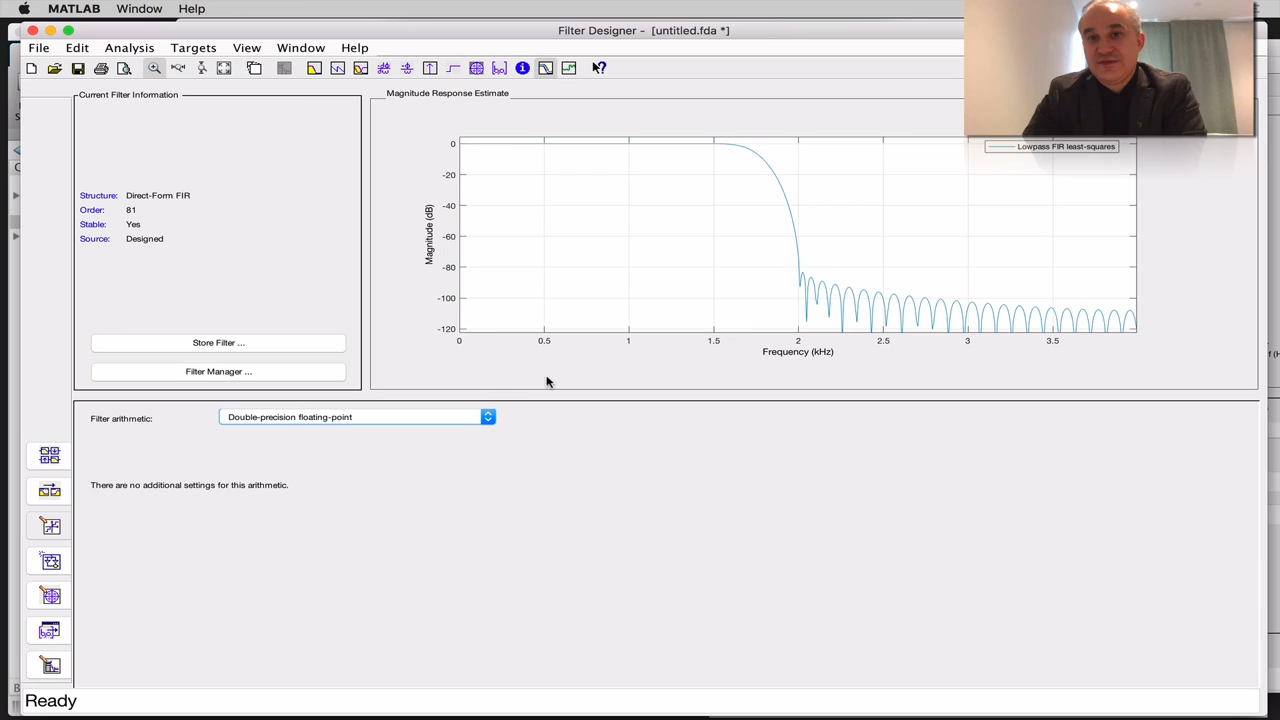 MATLAB Window Help
Filter Designer - [untitled.fda *]
File Edit Analysis Targets View Window Help
Current Filter Information
Structure: Direct-Form FIR
Order: 81
Stable: Yes
Source: Designed
Store Filter ...
Filter Manager ...
Magnitude Response Estimate
Lowpass FIR least-squares
Magnitude (dB)
0
-20
-40
-60
-80
-100
-120
0 0.5 1 1.5 2 2.5 3 3.5
Frequency (kHz)
Filter arithmetic: Double-precision floating-point
There are no additional settings for this arithmetic.
Ready